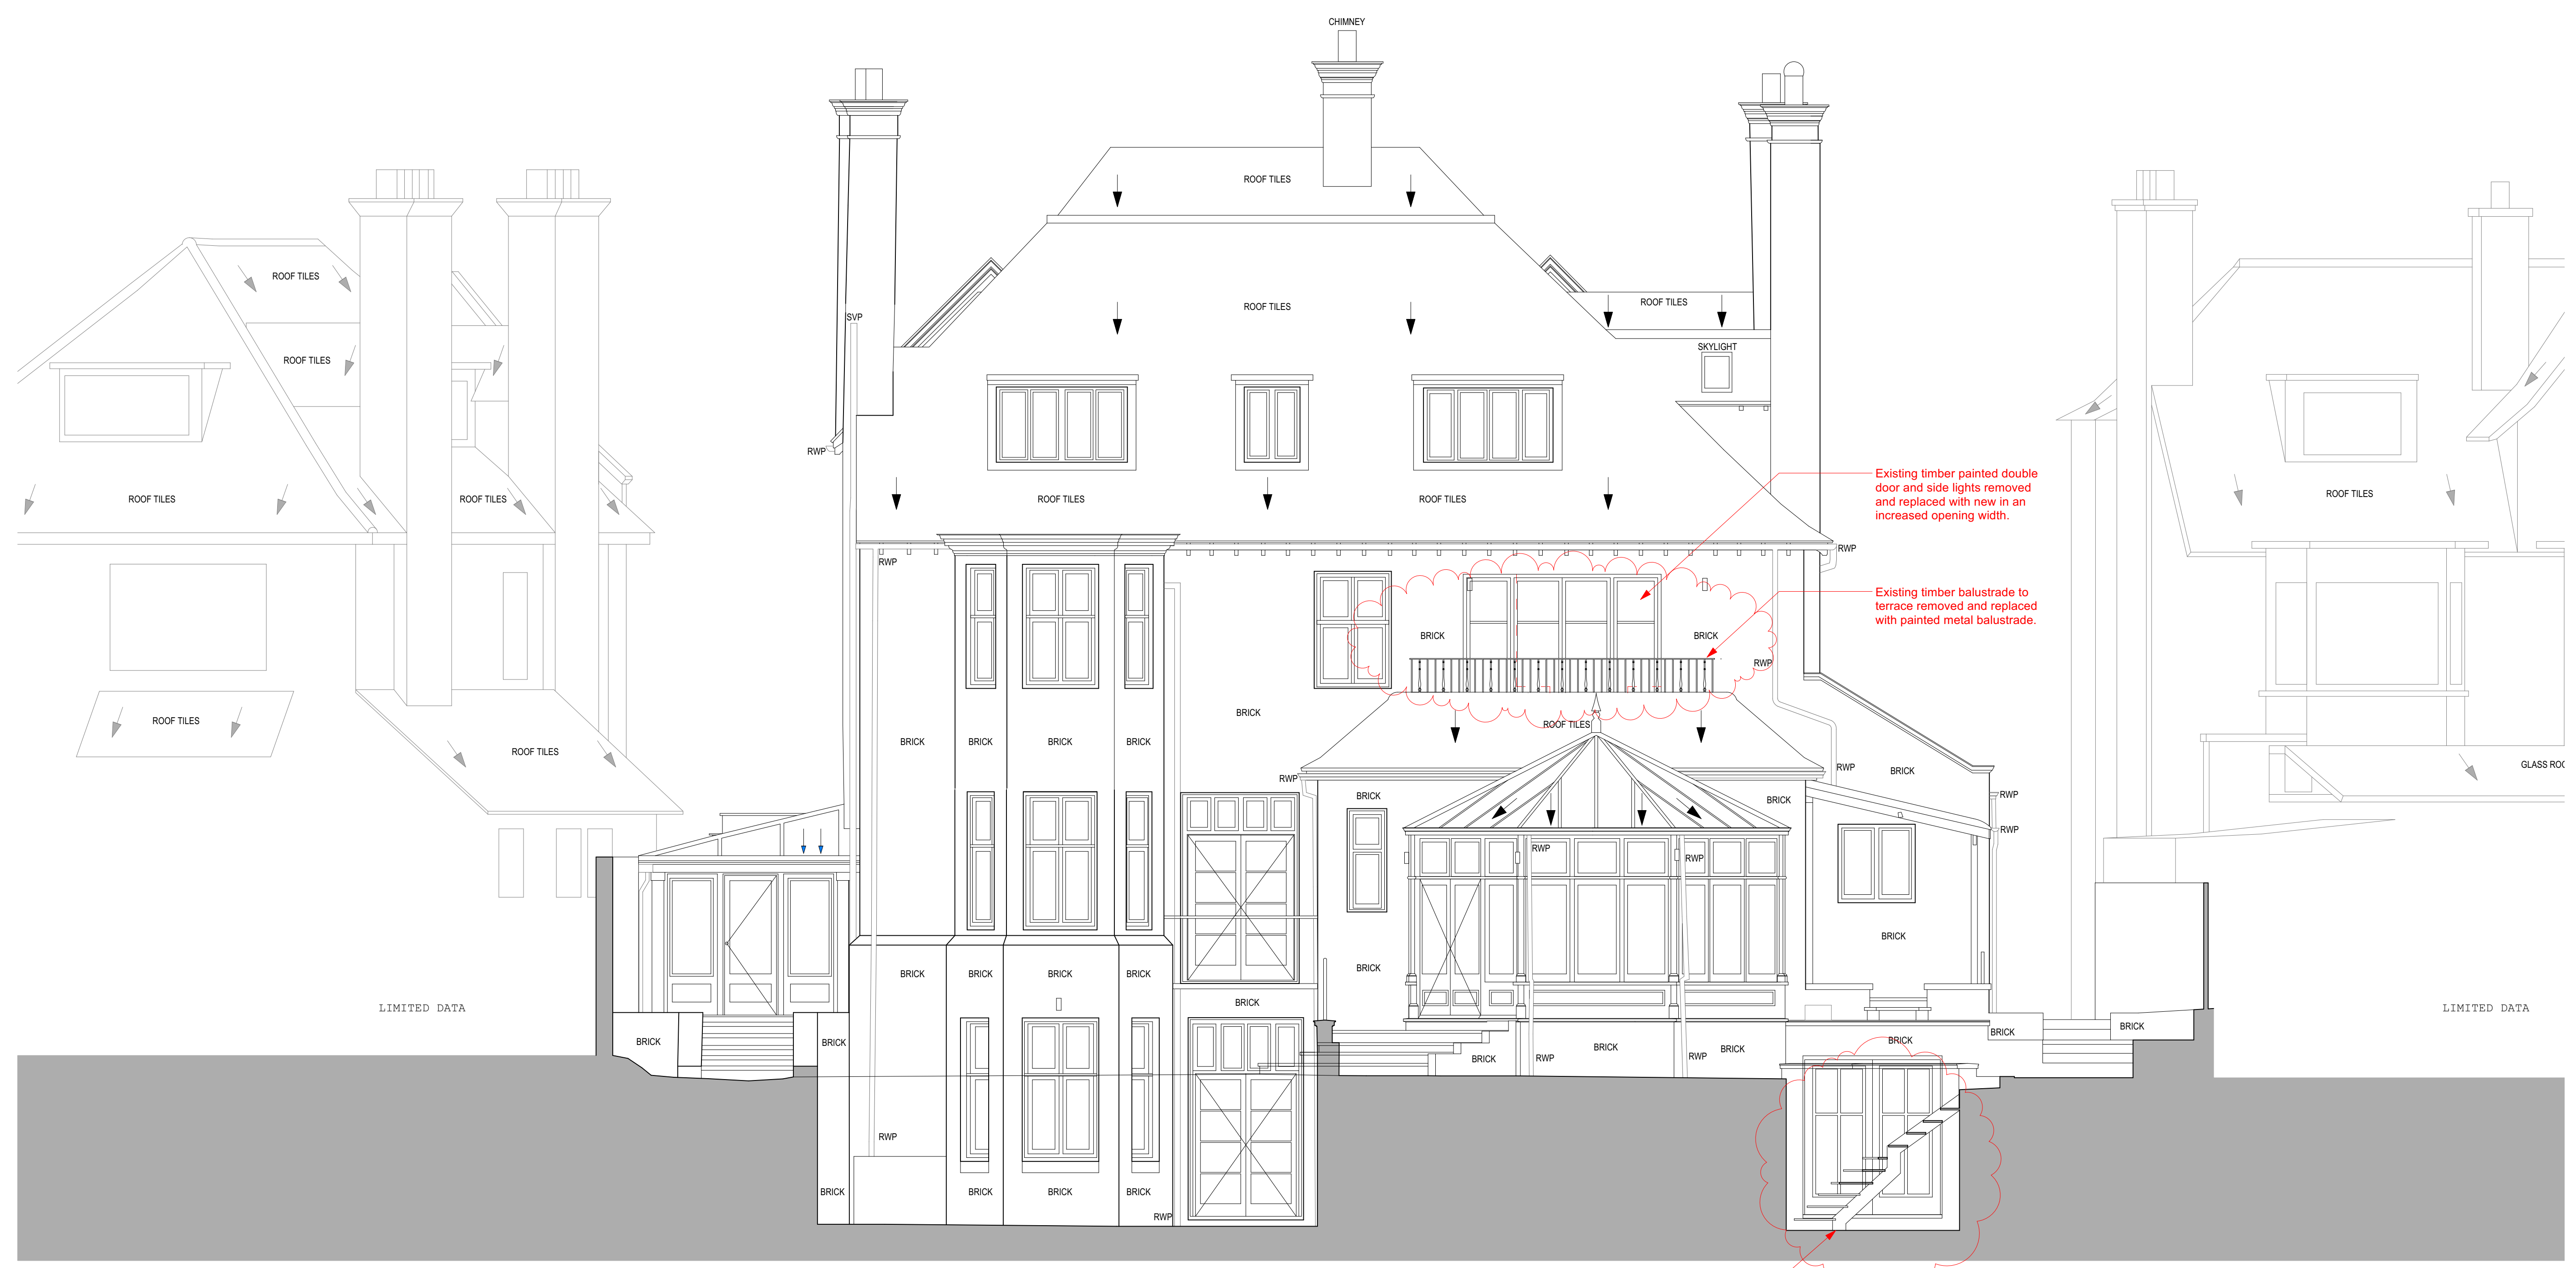 CHIMNEY
ROOF TILES
ROOF TILES
ROOF TILES
ROOF TILES
SVP
SKYLIGHT
ROOF TILES
RWP
Existing timber painted double
door and side lights removed
and replaced with new in an
increased opening width.
ROOF TILES
ROOF TILES
ROOF TILES
ROOF TILES
ROOF TILES
RWP
RWP
Existing timber balustrade to
terrace removed and replaced
with painted metal balustrade.
BRICK
BRICK
RWP
BRICK
ROOF TILES
ROOF TILES
ROOF TILES
BRICK
BRICK
BRICK
BRICK
GLASS ROO
RWP
RWP
BRICK
BRICK
BRICK
RWP
RWP
RWP
RWP
BRICK
BRICK
BRICK
BRICK
BRICK
BRICK
BRICK
LIMITED DATA
LIMITED DATA
BRICK
BRICK
BRICK
BRICK
BRICK
BRICK
BRICK
RWP
RWP
BRICK
RWP
BRICK
BRICK
BRICK
BRICK
RWP